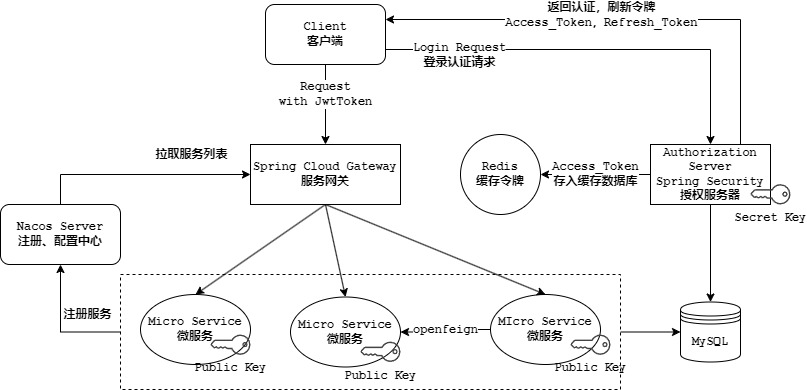 Client
客户端
返回认证，刷新令牌
Access_Token, Refresh_Token
Login Request
登录认证请求
Request
with JwtToken
拉取服务列表
Spring Cloud Gateway
服务网关
Redis
缓存令牌
Access_Token
存入缓存数据库
Authorization
Server
Spring Security
授权服务器
Secret Key
Nacos Server
注册、配置中心
注册服务
Micro Service
微服务
Public Key
Micro Service
微服务
Public Key
openfeign
MIcro Service
微服务
Public Key
MySQL